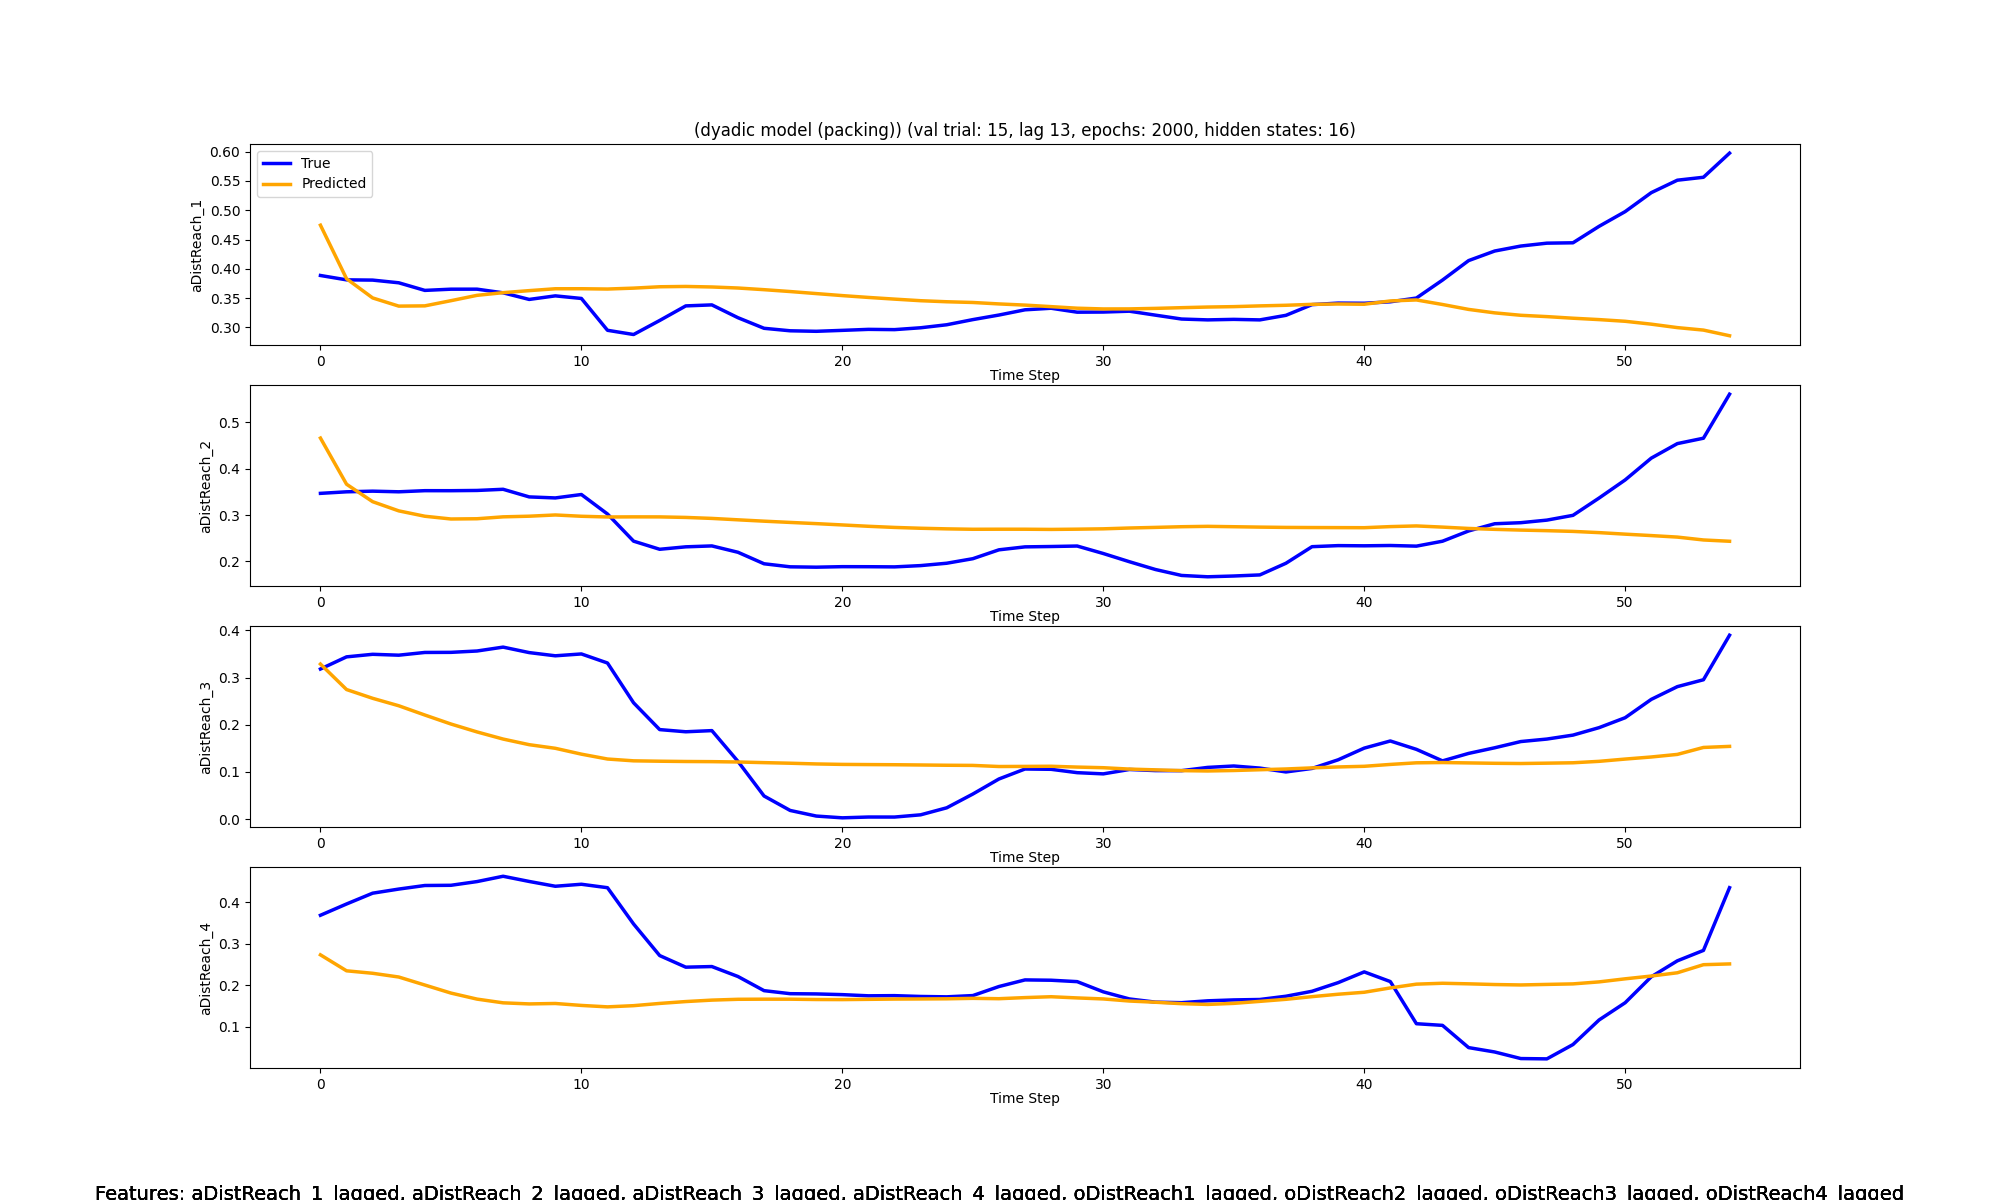 (dyadic model (packing)) (val trial: 15, lag 13, epochs: 2000, hidden states: 16)
True
Predicted
aDistReach_1
0.60
0.55
0.50
0.45
0.40
0.35
0.30
0 10 20 30 40 50
Time Step
aDistReach_2
0.5
0.4
0.3
0.2
0 10 20 30 40 50
Time Step
aDistReach_3
0.4
0.3
0.2
0.1
0.0
0 10 20 30 40 50
Time Step
aDistReach_4
0.4
0.3
0.2
0.1
0 10 20 30 40 50
Time Step
Features: aDistReach_1_lagged, aDistReach_2_lagged, aDistReach_3_lagged, aDistReach_4_lagged, oDistReach1_lagged, oDistReach2_lagged, oDistReach3_lagged, oDistReach4_lagged